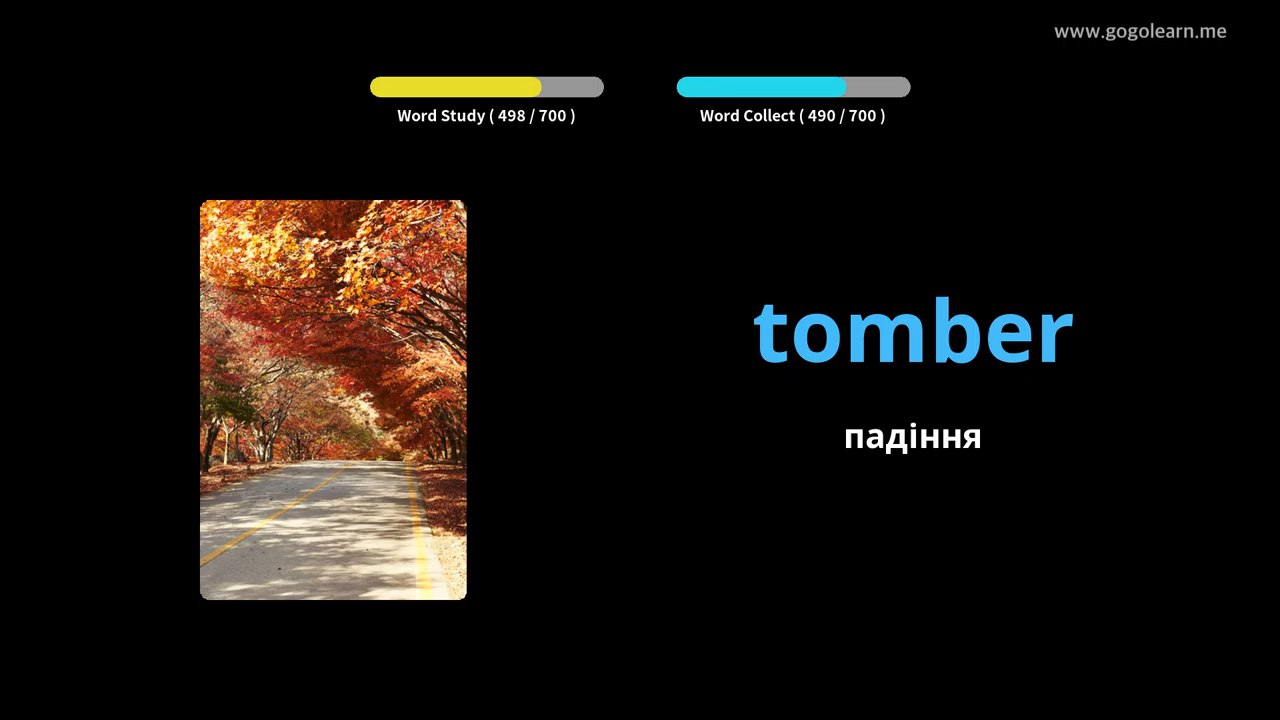 www.gogolearn.me
Word Study ( 498 / 700 )
Word Collect ( 490 / 700 )
tomber
падіння